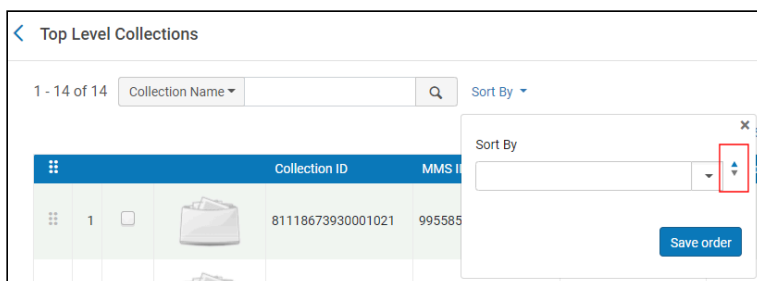 Top Level Collections
1 - 14 of 14 Collection Name Sort By
Sort By
Collection ID MMS
1 81118673930001021 995585
Save order